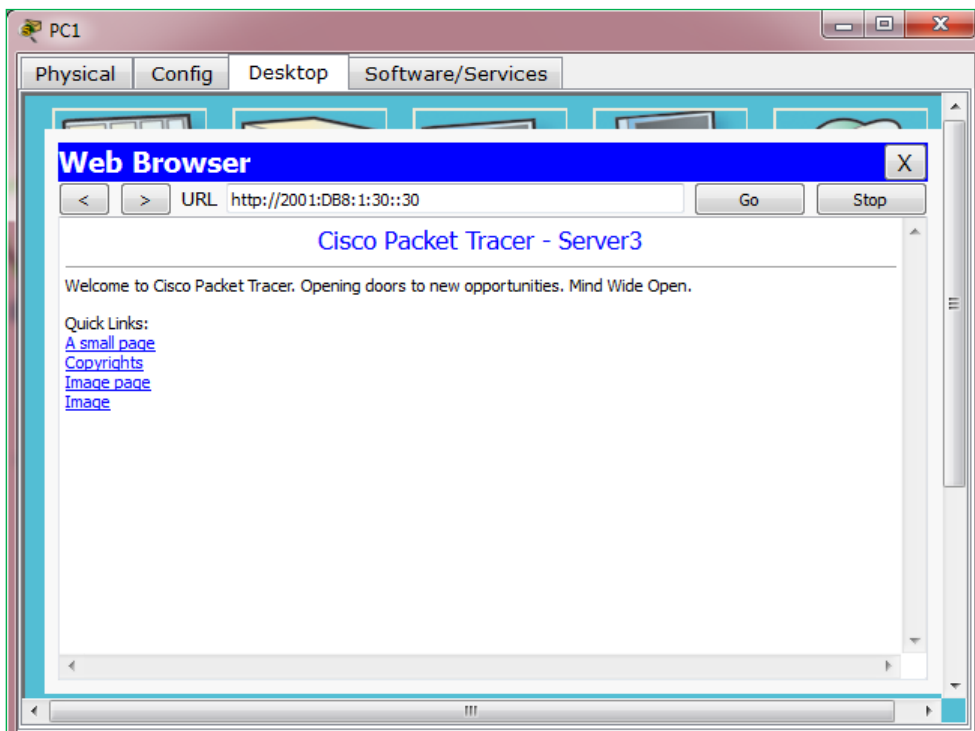 PC1
X
Physical Config Desktop Software/Services
Web Browser
X
< > URL http://2001:DB8:1:30::30 Go Stop
Cisco Packet Tracer - Server3
Welcome to Cisco Packet Tracer. Opening doors to new opportunities. Mind Wide Open.
Quick Links:
A small page
Copyrights
Image page
Image